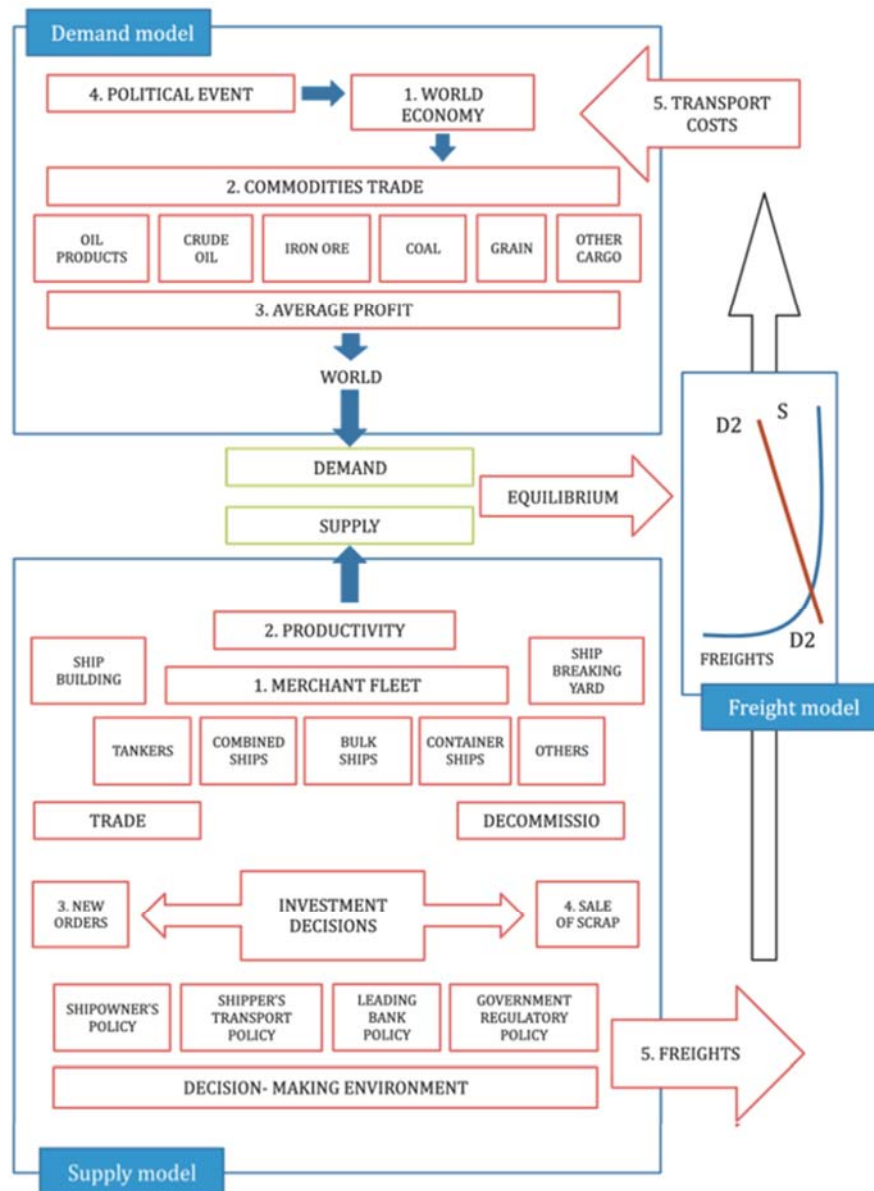 Demand model
4. POLITICAL EVENT
1. WORLD
ECONOMY
5. TRANSPORT
COSTS
2. COMMODITIES TRADE
OIL
PRODUCTS
CRUDE
OIL
IRON ORE
COAL
GRAIN
OTHER
CARGO
3. AVERAGE PROFIT
WORLD
DEMAND
SUPPLY
EQUILIBRIUM
D2
S
D2
FREIGHTS
Freight model
2. PRODUCTIVITY
SHIP
BUILDING
1. MERCHANT FLEET
SHIP
BREAKING
YARD
TANKERS
COMBINED
SHIPS
BULK
SHIPS
CONTAINER
SHIPS
OTHERS
TRADE
DECOMMISSIO
3. NEW
ORDERS
INVESTMENT
DECISIONS
4. SALE
OF SCRAP
SHIPOWNER'S
POLICY
SHIPPER'S
TRANSPORT
POLICY
LEADING
BANK
POLICY
GOVERNMENT
REGULATORY
POLICY
5. FREIGHTS
DECISION- MAKING ENVIRONMENT
Supply model